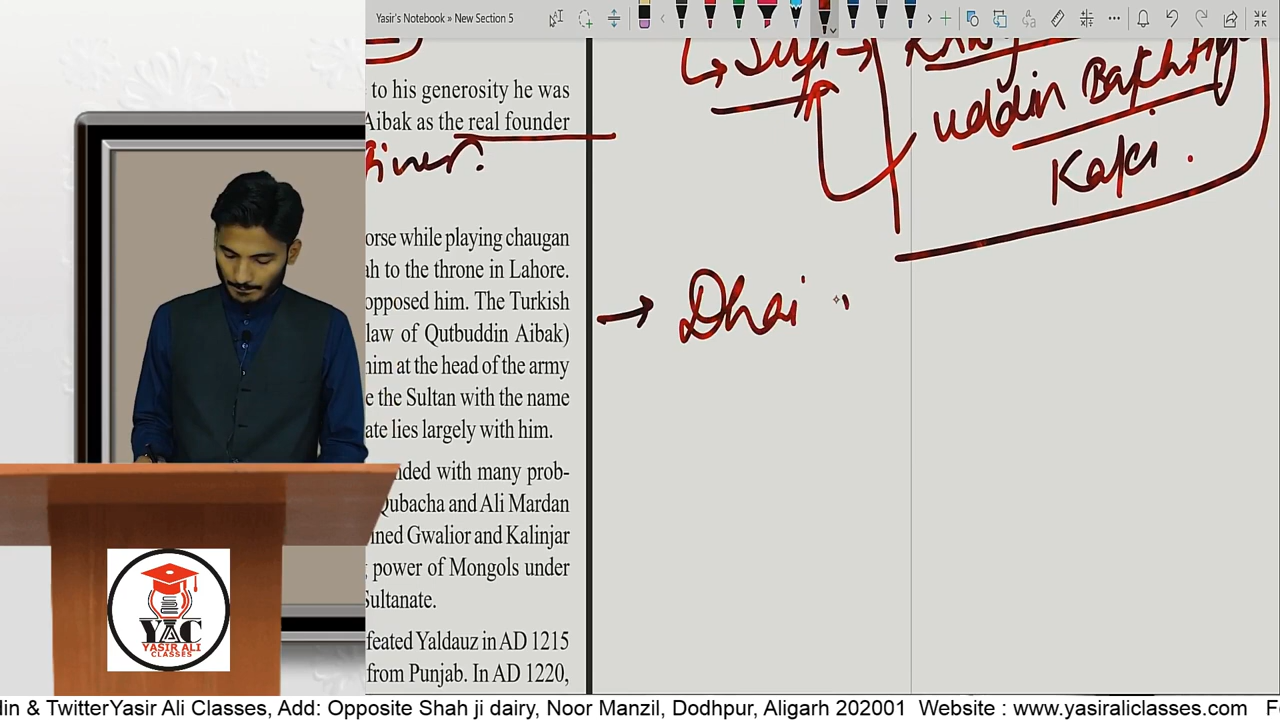 Yasir's Notebook » New Section 5
to his generosity he was
Aibak as the real founder
orse while playing chaugan
ah to the throne in Lahore.
opposed him. The Turkish
law of Qutbuddin Aibak)
him at the head of the army
e the Sultan with the name
ate lies largely with him.
nded with many prob-
Qubacha and Ali Mardan
ined Gwalior and Kalinjar
power of Mongols under
Sultanate.
feated Yaldauz in AD 1215
from Punjab. In AD 1220,
Sufi →
uddin Bakhtiy
Kaki.
→ Dhai
YAC
YASIR ALI
CLASSES
din & TwitterYasir Ali Classes, Add: Opposite Shah ji dairy, Noor Manzil, Dodhpur, Aligarh 202001 Website : www.yasiraliclasses.com